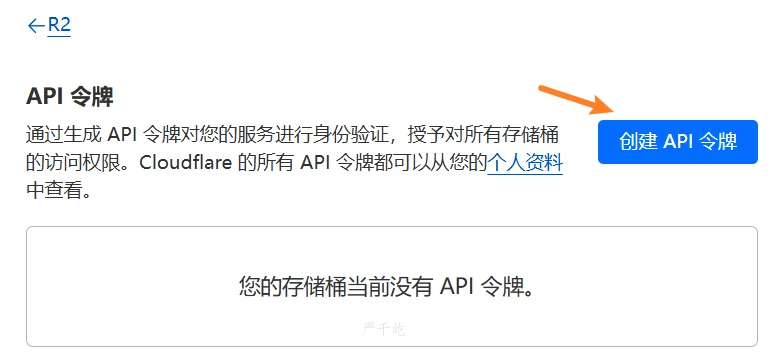 ←R2
API 令牌
通过生成 API 令牌对您的服务进行身份验证，授予对所有存储桶
的访问权限。Cloudflare 的所有 API 令牌都可以从您的个人资料
中查看。
创建 API 令牌
您的存储桶当前没有 API 令牌。
严千屹